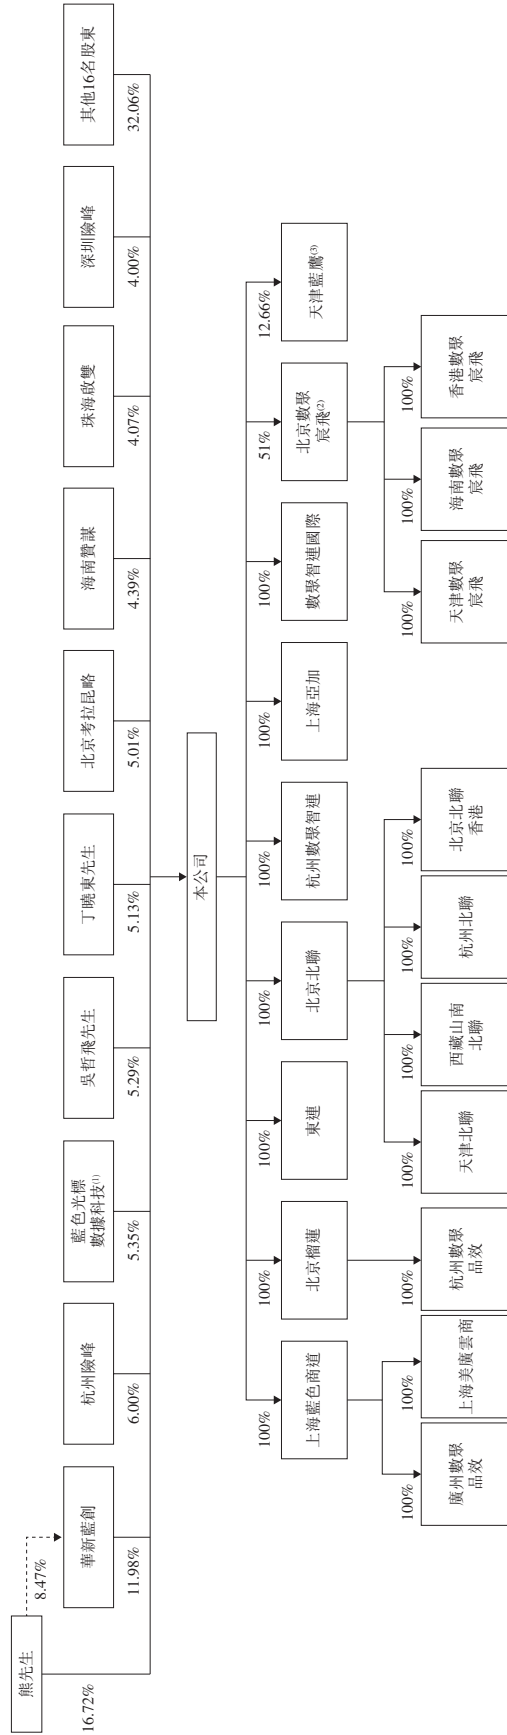 熊先生
8.47%
16.72%
華新藍創
11.98%
杭州險峰
6.00%
藍色光標
數據科技(1)
5.35%
吳哲飛先生
5.29%
丁曉東先生
5.13%
北京考拉昆略
5.01%
海南贊謀
4.39%
珠海啟雙
4.07%
深圳險峰
4.00%
其他16名股東
32.06%
本公司
100%
上海藍色商道
100%
北京榴蓮
100%
東連
100%
北京北聯
100%
杭州數聚智連
100%
上海亞加
100%
數聚智連國際
51%
北京數聚
宸飛(2)
12.66%
天津藍鷹(3)
100%
廣州數聚
品效
100%
上海美廣雲商
100%
杭州數聚
品效
100%
天津北聯
100%
西藏山南
北聯
100%
杭州北聯
100%
北京北聯
香港
100%
天津數聚
宸飛
100%
海南數聚
宸飛
100%
香港數聚
宸飛